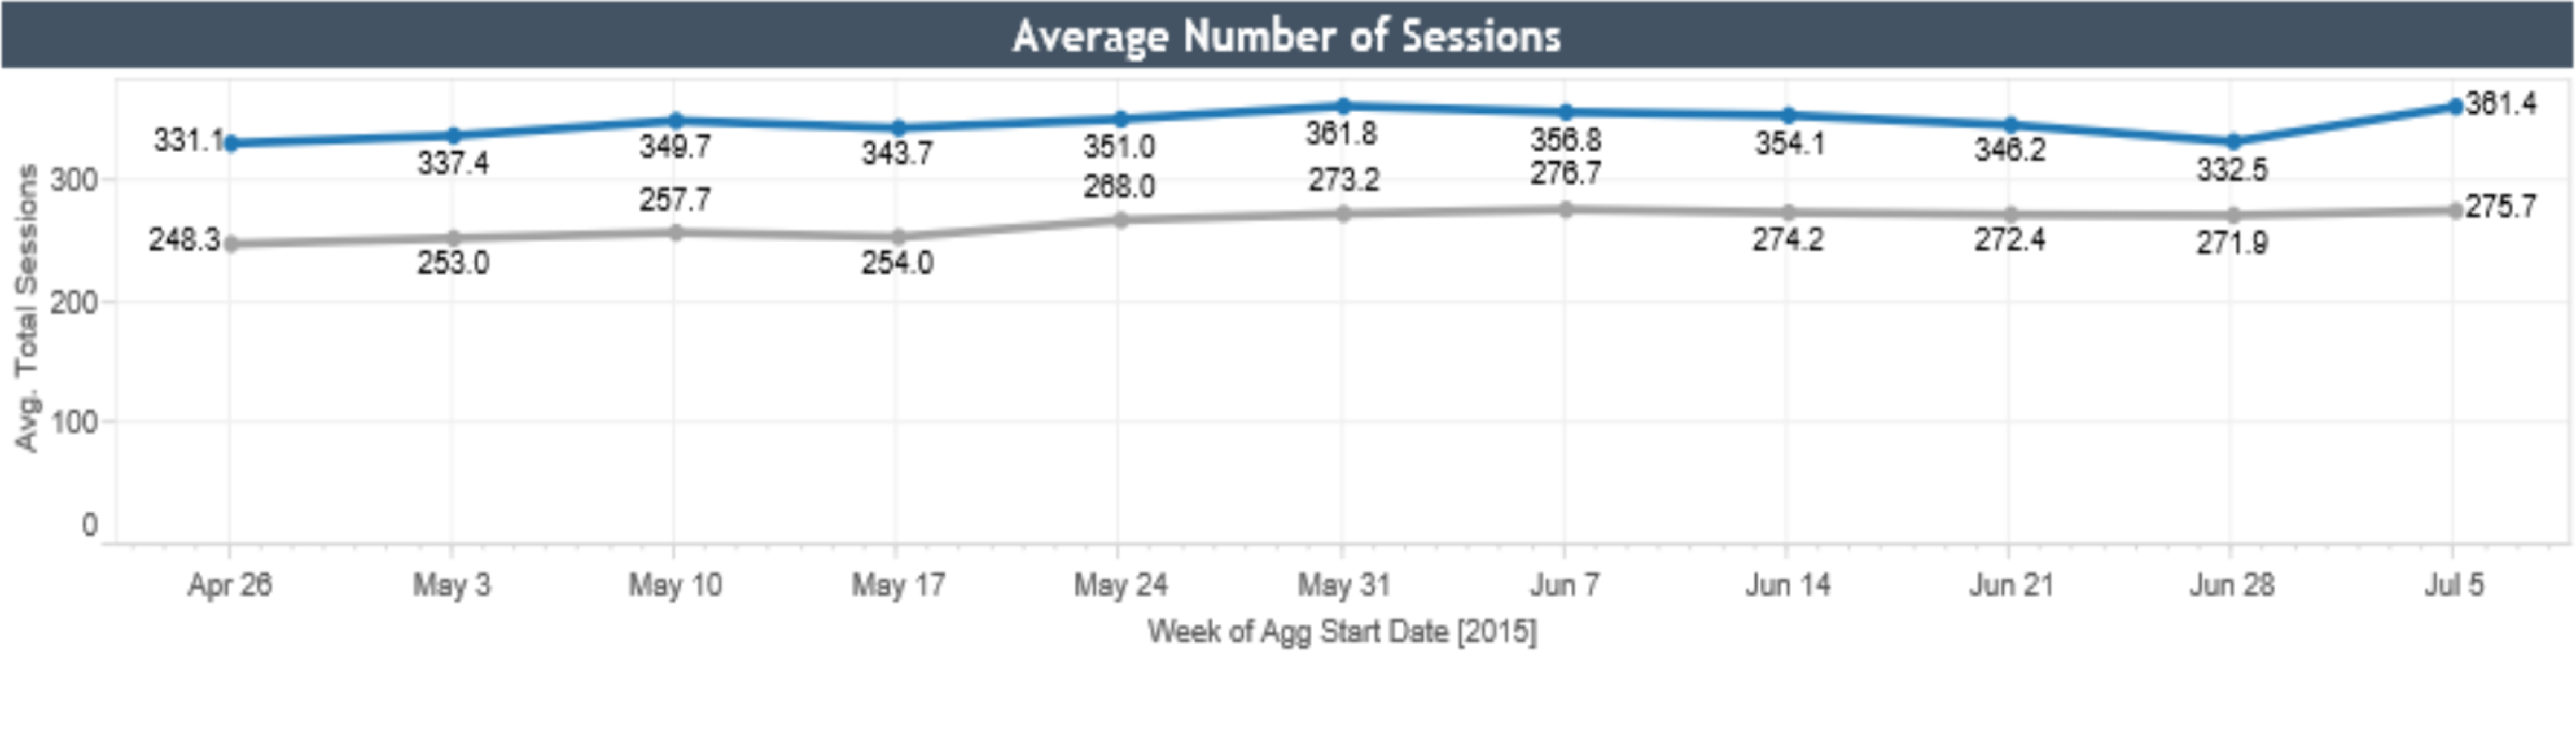 Average Number of Sessions
331.1 337.4 349.7 343.7 351.0 361.8 356.8 354.1 346.2 332.5 361.4
248.3 253.0 257.7 254.0 268.0 273.2 276.7 274.2 272.4 271.9 275.7
Avg. Total Sessions
300
200
100
0
Apr 26 May 3 May 10 May 17 May 24 May 31 Jun 7 Jun 14 Jun 21 Jun 28 Jul 5
Week of Agg Start Date [2015]